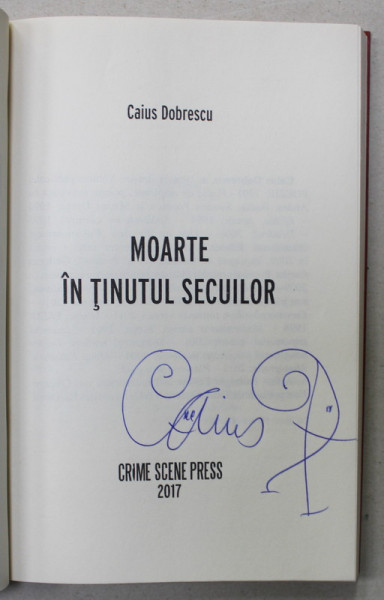 Caius Dobrescu
MOARTE
ÎN ŢINUTUL SECUILOR
Caius
CRIME SCENE PRESS
2017